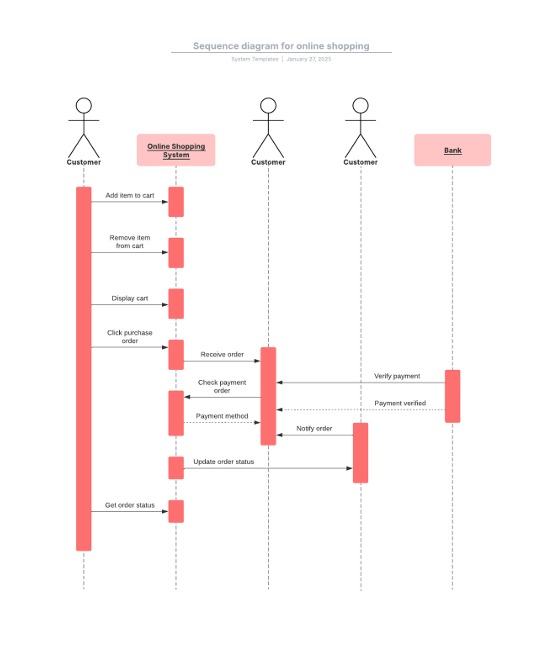 Sequence diagram for online shopping
System Templates | January 27, 2025
Customer
Online Shopping
System
Customer
Customer
Bank
Add item to cart
Remove item
from cart
Display cart
Click purchase
order
Receive order
Verify payment
Check payment
order
Payment verified
Payment method
Notify order
Update order status
Get order status